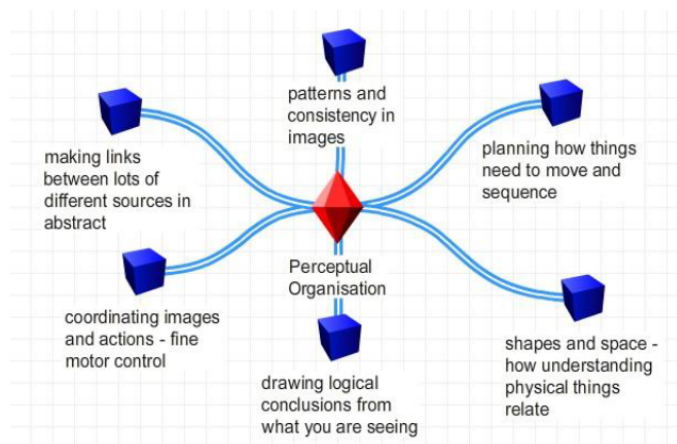 patterns and
consistency in
images
making links
between lots of
different sources in
abstract
planning how things
need to move and
sequence
Perceptual
Organisation
coordinating images
and actions - fine
motor control
shapes and space -
how understanding
physical things
relate
drawing logical
conclusions from
what you are seeing